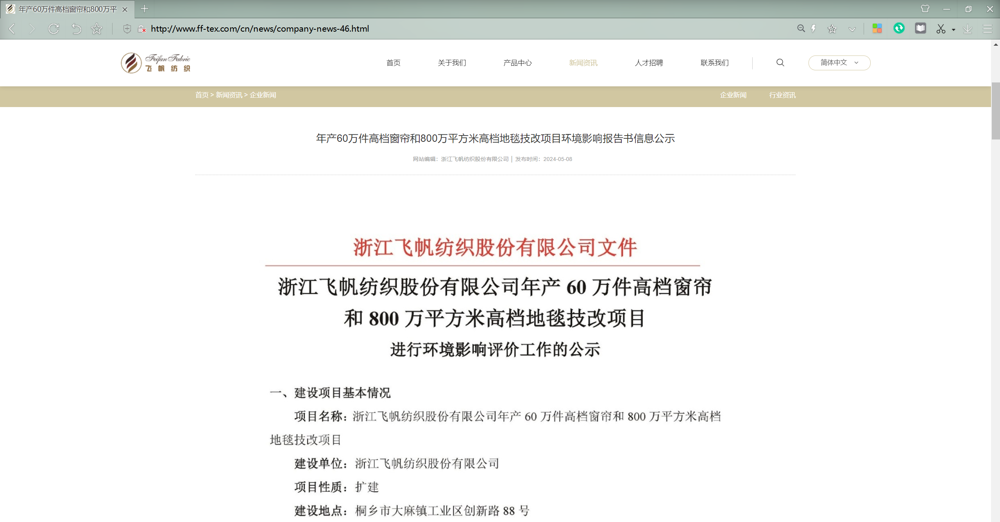 年产60万件高档窗帘和800万平
http://www.ff-tex.com/cn/news/company-news-46.html
Feifan Fabric
飞帆纺织
首页 关于我们 产品中心 新闻资讯 人才招聘 联系我们 简体中文
首页 > 新闻资讯 > 企业新闻 企业新闻 行业资讯
年产60万件高档窗帘和800万平方米高档地毯技改项目环境影响报告书信息公示
网站编辑：浙江飞帆纺织股份有限公司 | 发布时间：2024-05-08
浙江飞帆纺织股份有限公司文件
浙江飞帆纺织股份有限公司年产 60 万件高档窗帘
和 800 万平方米高档地毯技改项目
进行环境影响评价工作的公示
一、建设项目基本情况
项目名称：浙江飞帆纺织股份有限公司年产 60 万件高档窗帘和 800 万平方米高档
地毯技改项目
建设单位：浙江飞帆纺织股份有限公司
项目性质：扩建
建设地点：桐乡市大麻镇工业区创新路 88 号